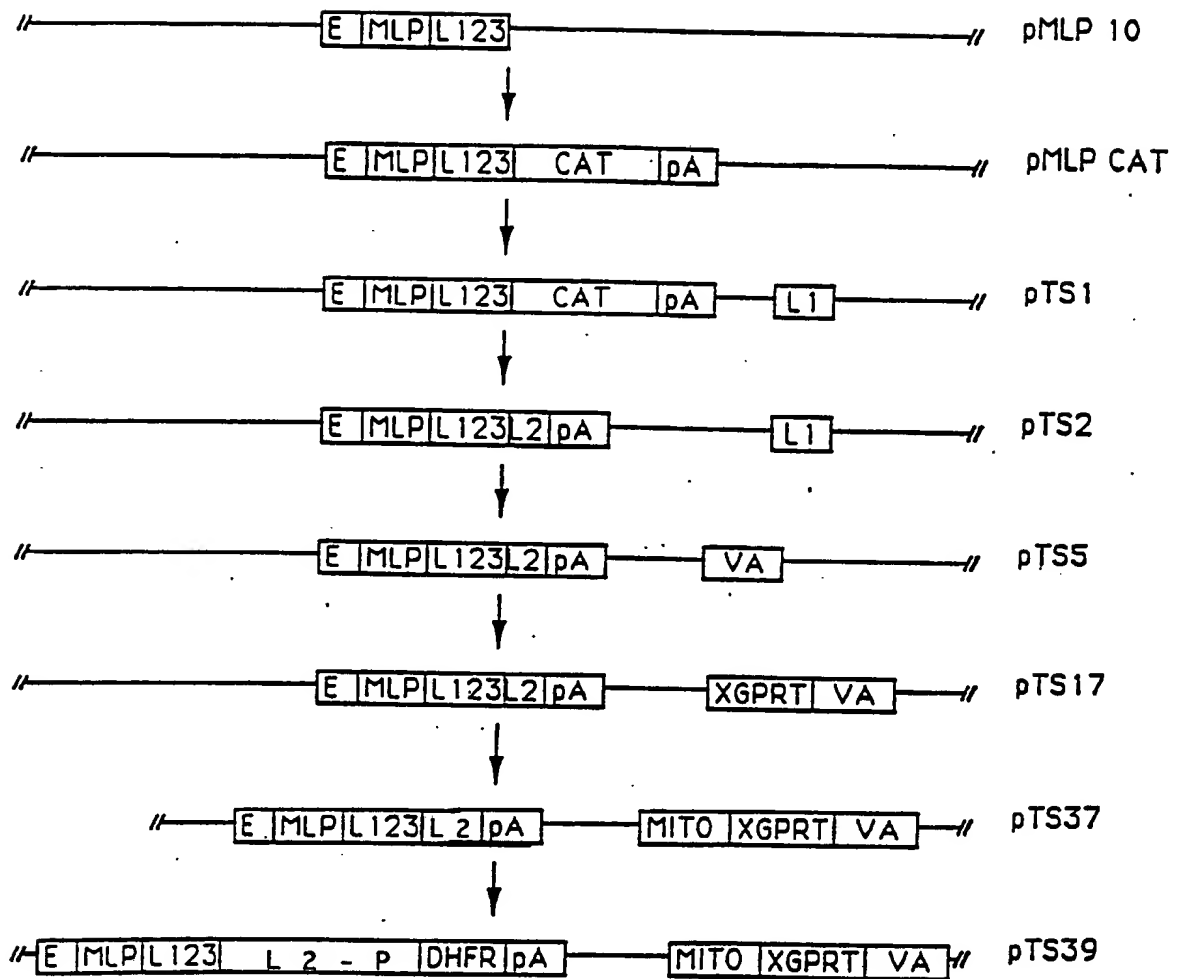 E MLP L123 pMLP 10
E MLP L123 CAT pA pMLP CAT
E MLP L123 CAT pA L1 pTS1
E MLP L123 L2 pA L1 pTS2
E MLP L123 L2 pA VA pTS5
E MLP L123 L2 pA XGPRT VA pTS17
E MLP L123 L2 pA MITO XGPRT VA pTS37
E MLP L123 L2-P DHFR pA MITO XGPRT VA pTS39